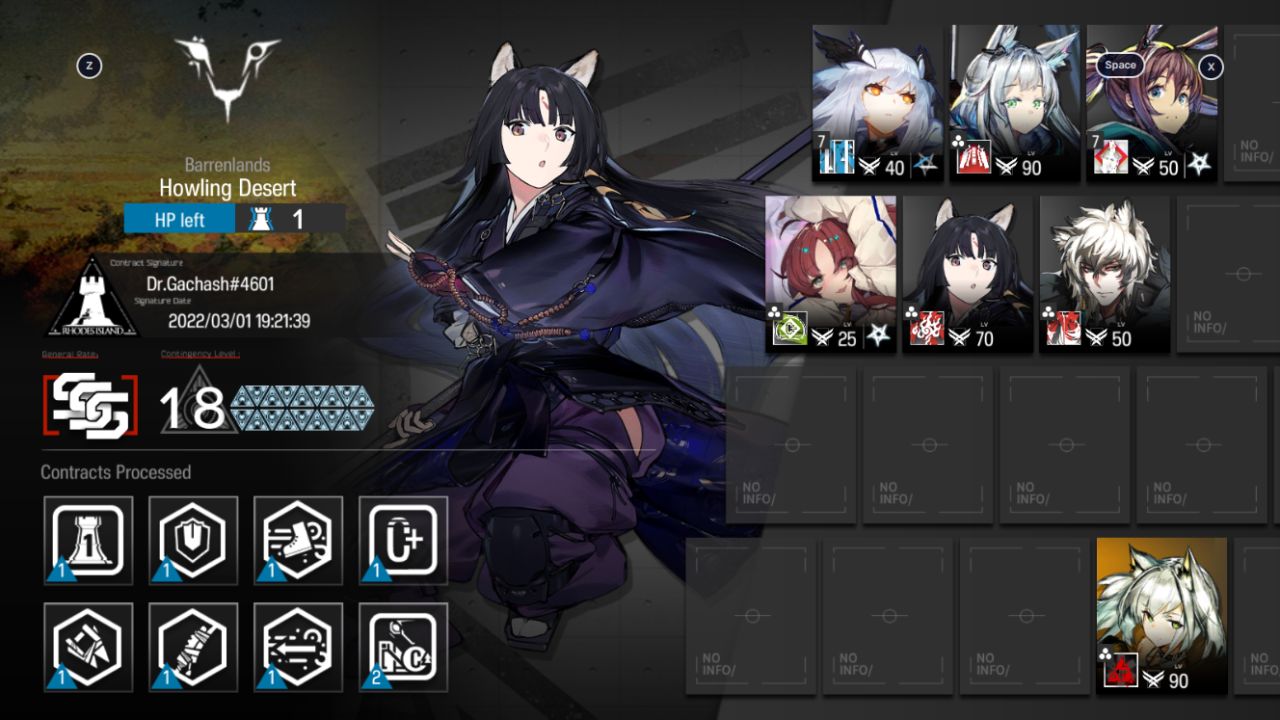 Z
Barrenlands
Howling Desert
HP left 1
Contract Signature
Dr.Gachash#4601
Signature Date
RHODES ISLAND
2022/03/01 19:21:39
General Rate:
Contingency Level:
18
Contracts Processed
1
1
1
1
1
1
1
2
Space
X
7
LV
40
LV
90
7
LV
50
NO
INFO/
LV
25
LV
70
LV
50
NO
INFO/
NO
INFO/
NO
INFO/
NO
INFO/
NO
INFO/
NO
INFO/
NO
INFO/
NO
INFO/
LV
90
NO
INFO